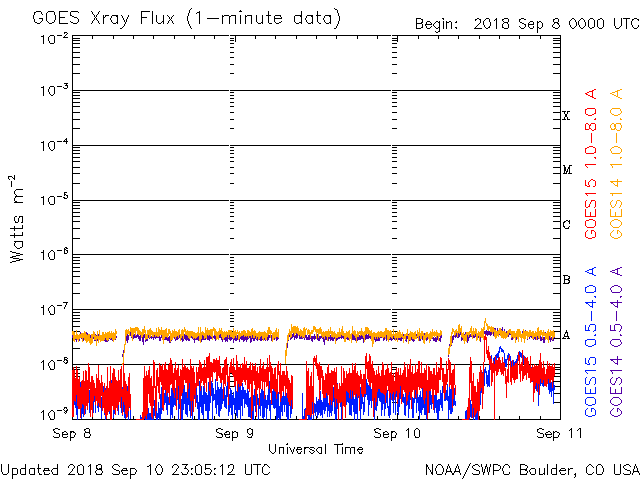 GOES Xray Flux (1-minute data)
Begin: 2018 Sep 8 0000 UTC
10^-2
10^-3
10^-4
10^-5
10^-6
10^-7
10^-8
10^-9
Watts m^-2
X
M
C
B
A
GOES15 1.0-8.0 A
GOES14 1.0-8.0 A
GOES15 0.5-4.0 A
GOES14 0.5-4.0 A
Sep 8
Sep 9
Sep 10
Sep 11
Universal Time
Updated 2018 Sep 10 23:05:12 UTC
NOAA/SWPC Boulder, CO USA